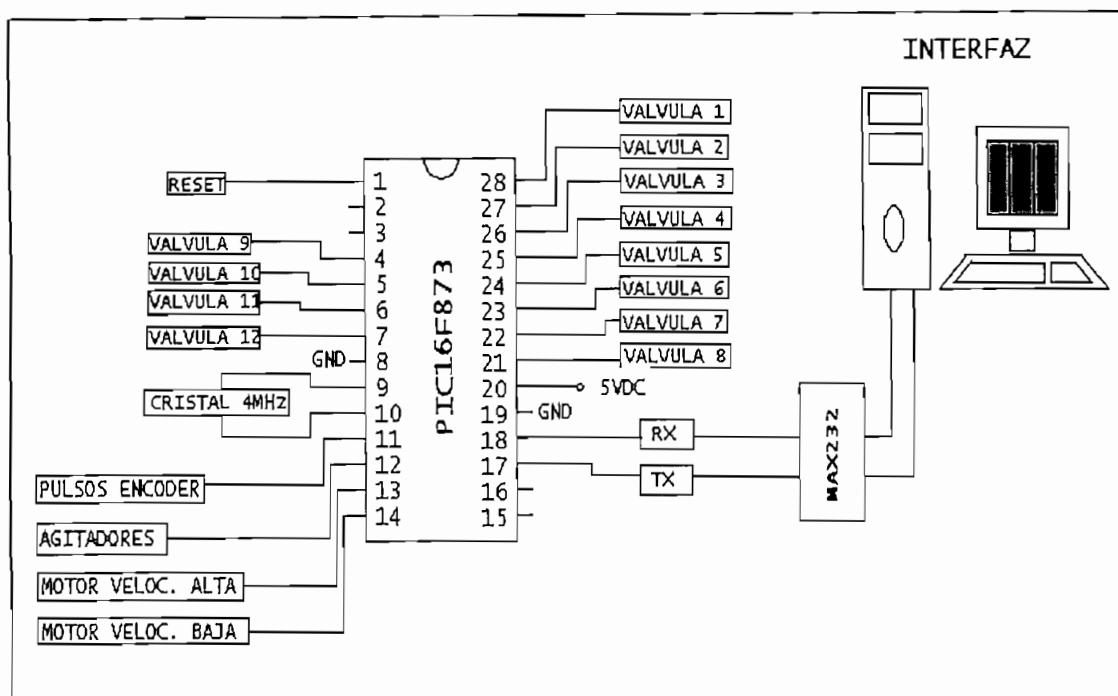 INTERFAZ
RESET
VALVULA 9
VALVULA 10
VALVULA 11
VALVULA 12
GND
CRISTAL 4MHz
PULSOS ENCODER
AGITADORES
MOTOR VELOC. ALTA
MOTOR VELOC. BAJA
1
2
3
4
5
6
7
8
9
10
11
12
13
14
PIC16F873
28
27
26
25
24
23
22
21
20
19
18
17
16
15
VALVULA 1
VALVULA 2
VALVULA 3
VALVULA 4
VALVULA 5
VALVULA 6
VALVULA 7
VALVULA 8
5VDC
GND
RX
TX
MAX232